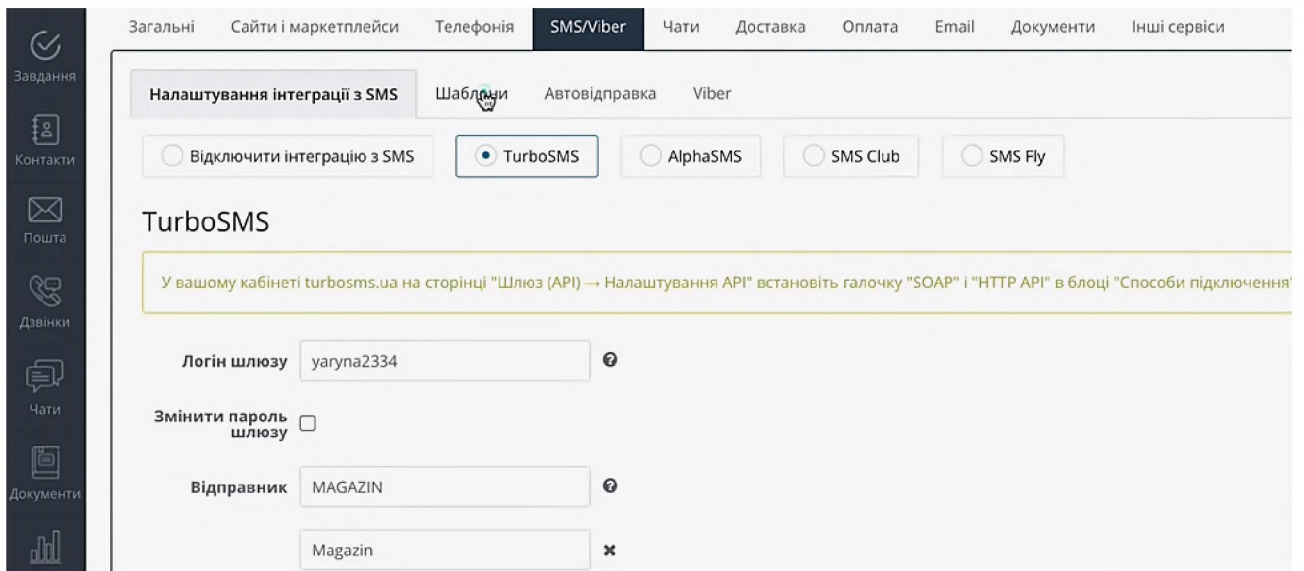 Загальні Сайти і маркетплейси Телефонія SMS/Viber Чати Доставка Оплата Email Документи Інші сервіси
Завдання
Контакти
Пошта
Дзвінки
Чати
Документи
Налаштування інтеграції з SMS Шаблони Автовідправка Viber
Відключити інтеграцію з SMS TurboSMS AlphaSMS SMS Club SMS Fly
TurboSMS
У вашому кабінеті turbosms.ua на сторінці "Шлюз (API) → Налаштування API" встановіть галочку "SOAP" і "HTTP API" в блоці "Способи підключення"
Логін шлюзу yaryna2334
Змінити пароль
шлюзу
Відправник MAGAZIN
Magazin